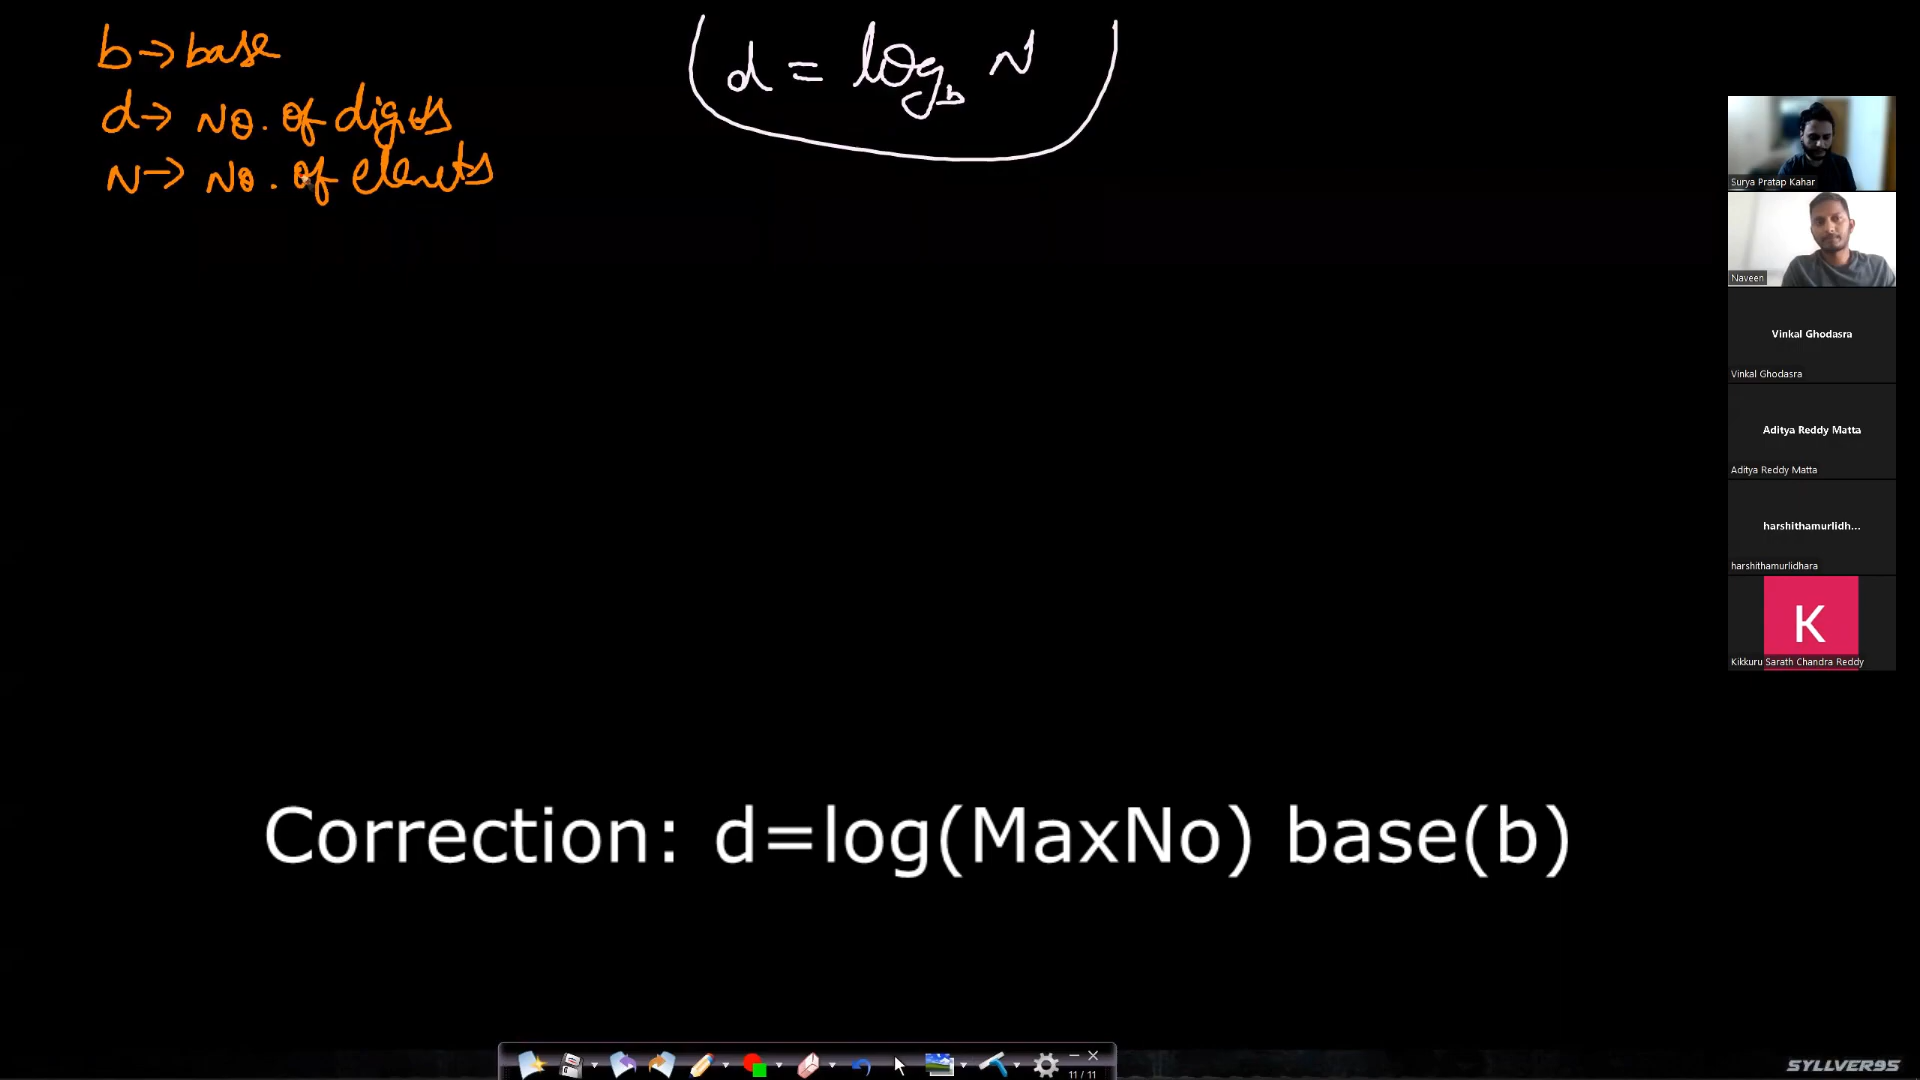 b → base
d → No. of digits
N → No. of elemets
d = log_b N
Surya Pratap Kahar
Naveen
Vinkal Ghodasra
Vinkal Ghodasra
Aditya Reddy Matta
Aditya Reddy Matta
harshithamurlidh...
harshithamurlidhara
K
Kikkuru Sarath Chandra Reddy
Correction: d=log(MaxNo) base(b)
11 / 11
SYLLVER95